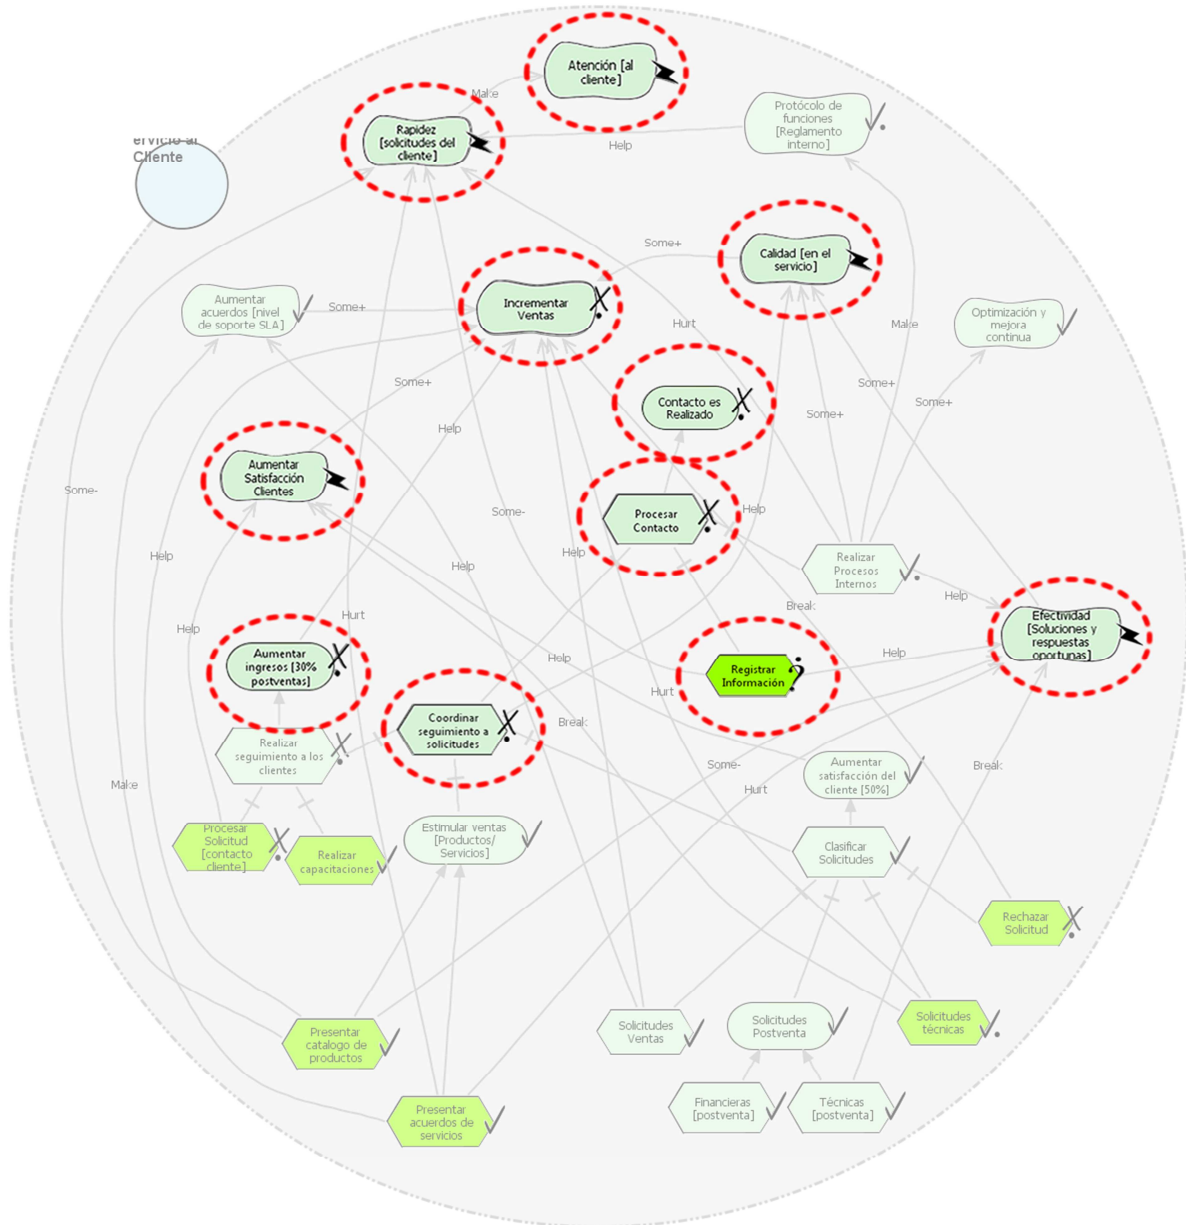 Atención [al
cliente]
Make
Rapidez
[solicitudes del
cliente]
Protócolo de
funciones
[Reglamento
interno]
Help
ervicio al
Cliente
Some+
Calidad [en el
servicio]
Aumentar
acuerdos [nivel
de soporte SLA]
Some+
Incrementar
Ventas
Hurt
Make
Optimización y
mejora
continua
Some+
Some+
Some+
Some+
Contacto es
Realizado
Help
Aumentar
Satisfacción
Clientes
Some-
Some-
Procesar
Contacto
Help
Help
Help
Help
Realizar
Procesos
Internos
Help
Break
Help
Hurt
Efectividad
[Soluciones y
respuestas
oportunas]
Aumentar
ingresos [30%
postventas]
Help
Hurt
Registrar
Información
Help
Coordinar
seguimiento a
solicitudes
Break
Realizar
seguimiento a los
clientes
Some-
Hurt
Break
Make
Aumentar
satisfacción del
cliente [50%]
Procesar
Solicitud
[contacto
cliente]
Realizar
capacitaciones
Estimular ventas
[Productos/
Servicios]
Clasificar
Solicitudes
Rechazar
Solicitud
Presentar
catalogo de
productos
Solicitudes
Ventas
Solicitudes
Postventa
Solicitudes
técnicas
Presentar
acuerdos de
servicios
Financieras
[postventa]
Técnicas
[postventa]